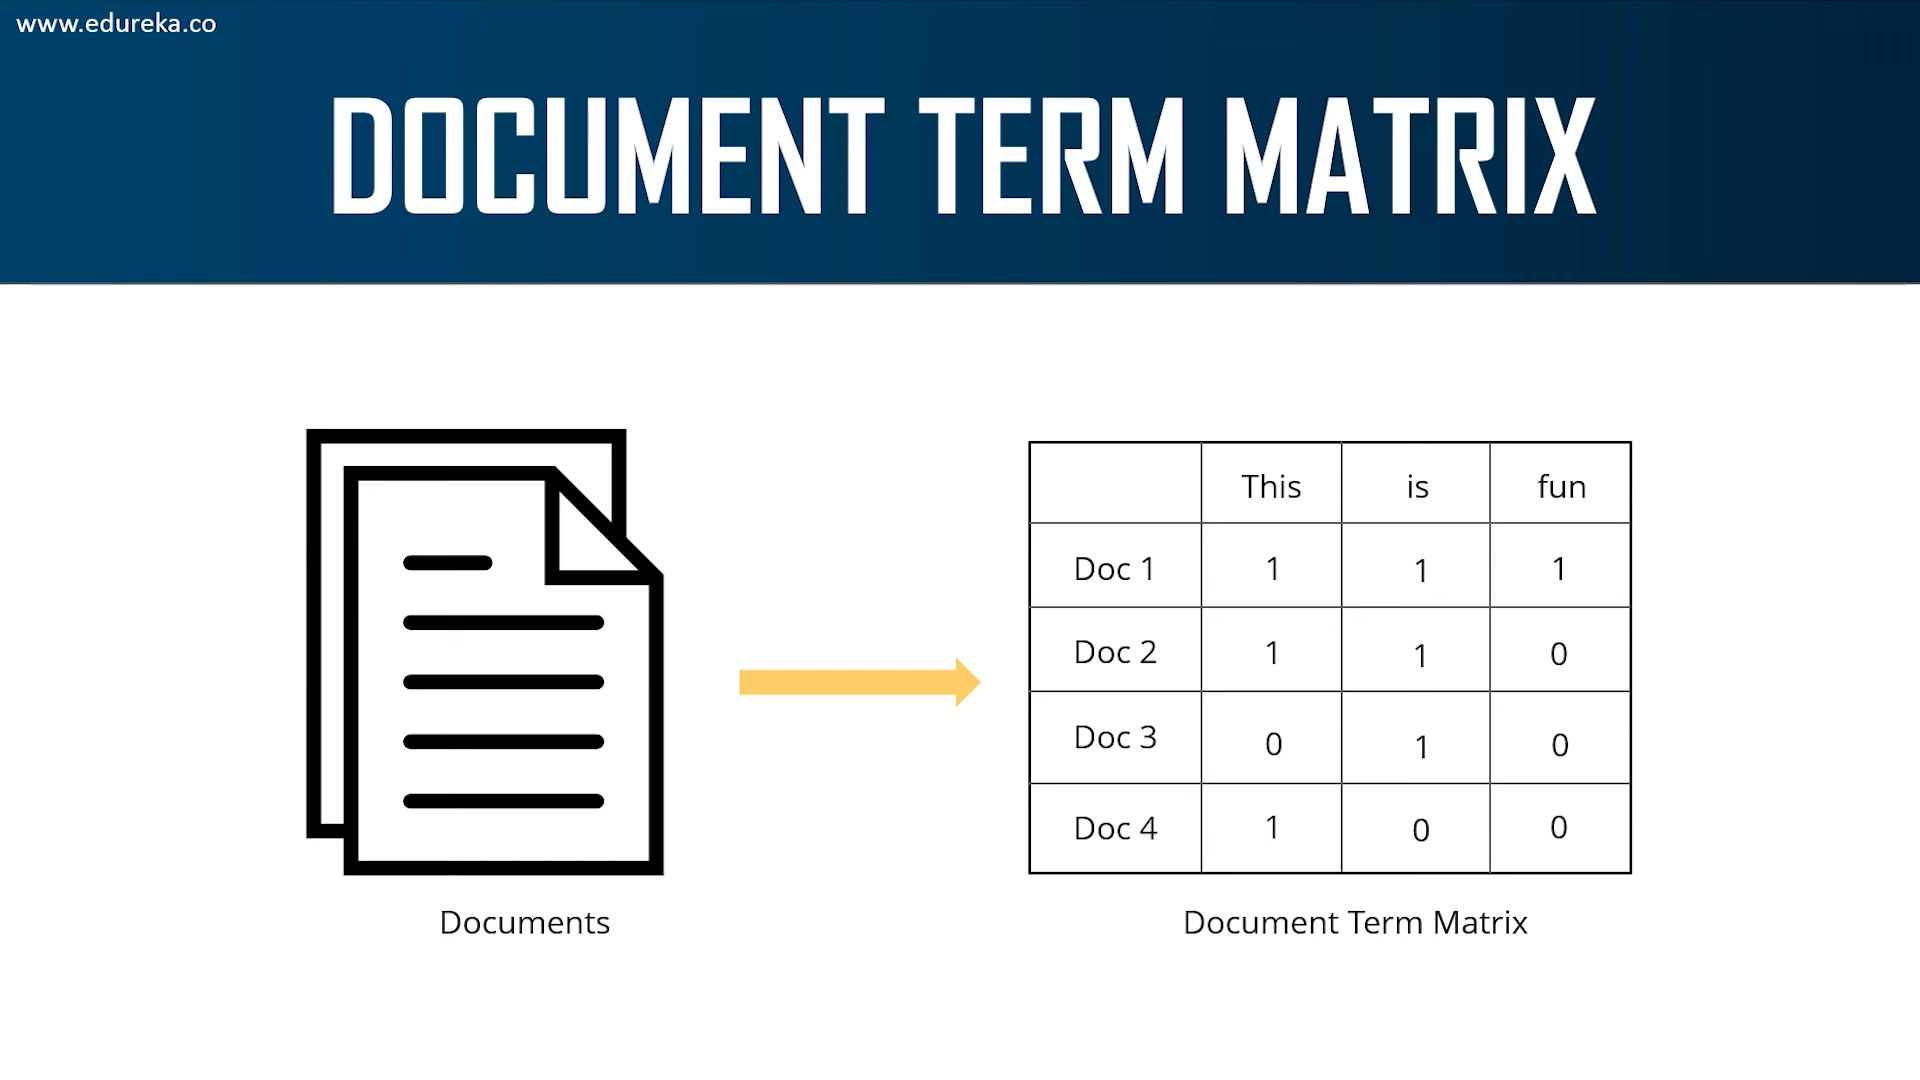 www.edureka.co
DOCUMENT TERM MATRIX
This is fun
Doc 1 1 1 1
Doc 2 1 1 0
Doc 3 0 1 0
Doc 4 1 0 0
Documents
Document Term Matrix